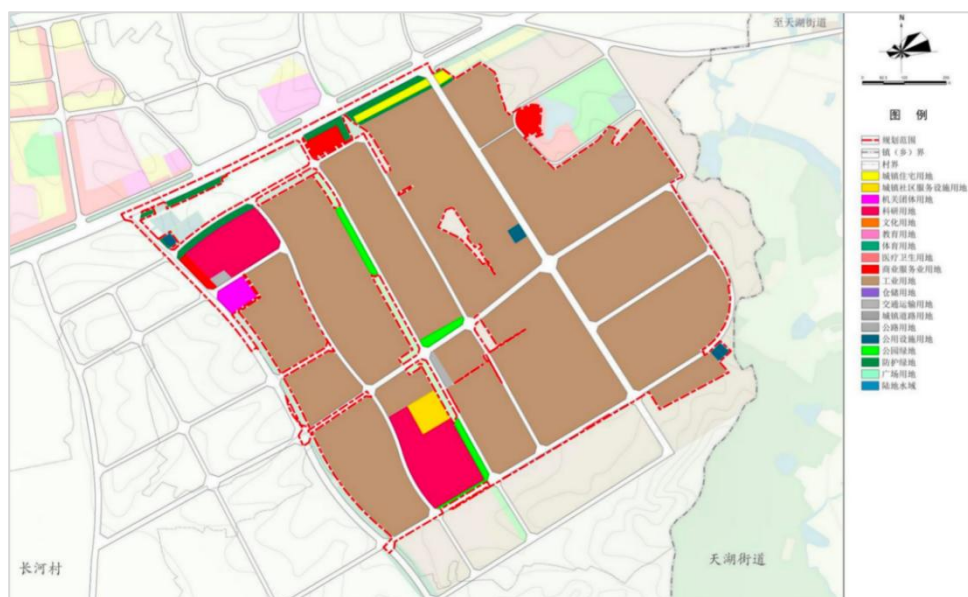 至天湖街道
N
图 例
规划范围
镇（乡）界
村界
城镇住宅用地
城镇社区服务设施用地
机关团体用地
科研用地
文化用地
教育用地
体育用地
医疗卫生用地
商业服务业用地
工业用地
仓储用地
交通运输用地
城镇道路用地
公路用地
公用设施用地
公园绿地
防护绿地
广场用地
陆地水域
长河村
天湖街道